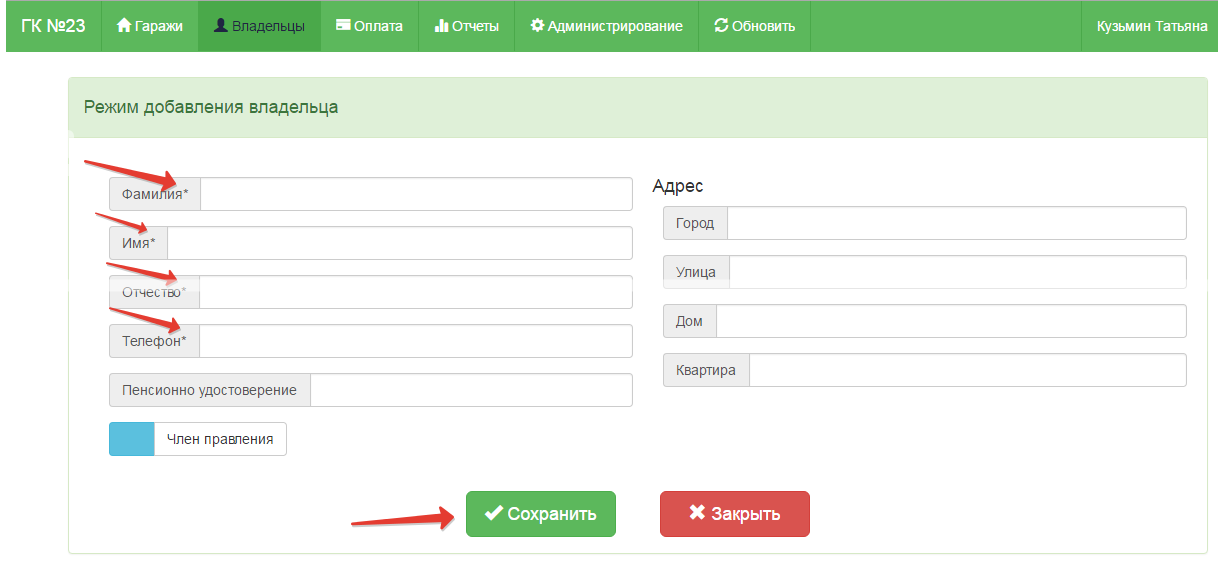 ГК №23 Гаражи Владельцы Оплата Отчеты Администрирование Обновить Кузьмин Татьяна
Режим добавления владельца
Фамилия*
Имя*
Отчество*
Телефон*
Пенсионно удостоверение
Член правления
Адрес
Город
Улица
Дом
Квартира
Сохранить Закрыть